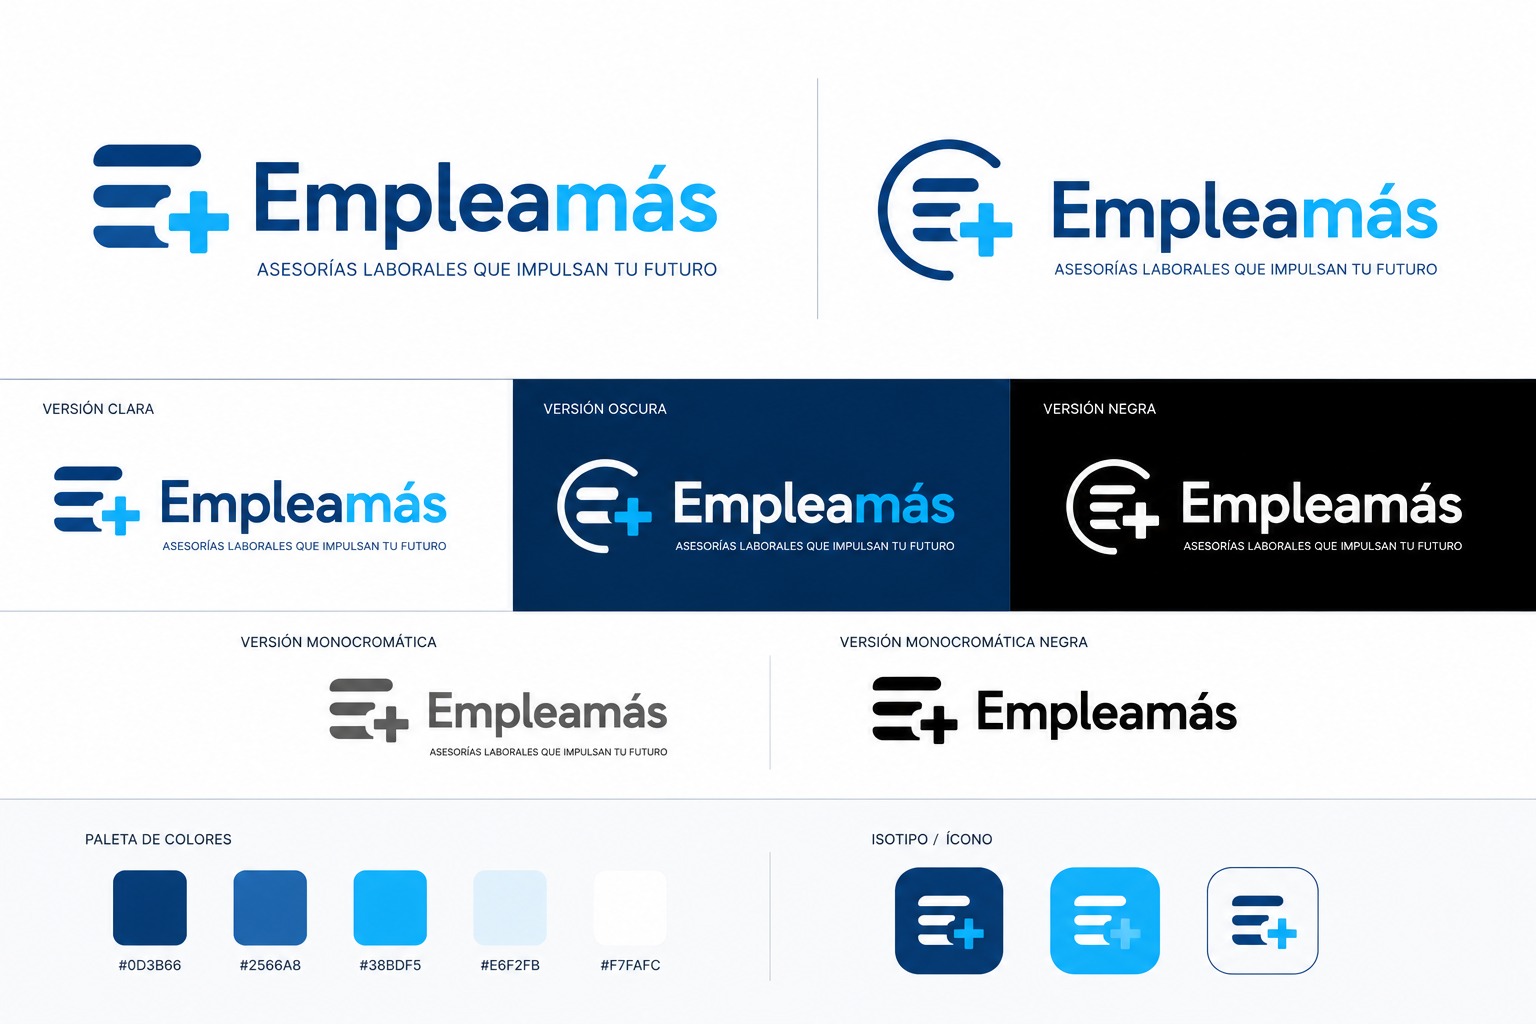 Empleamás
ASESORÍAS LABORALES QUE IMPULSAN TU FUTURO
Empleamás
ASESORÍAS LABORALES QUE IMPULSAN TU FUTURO
VERSIÓN CLARA
Empleamás
ASESORÍAS LABORALES QUE IMPULSAN TU FUTURO
VERSIÓN OSCURA
Empleamás
ASESORÍAS LABORALES QUE IMPULSAN TU FUTURO
VERSIÓN NEGRA
Empleamás
ASESORÍAS LABORALES QUE IMPULSAN TU FUTURO
VERSIÓN MONOCROMÁTICA
Empleamás
ASESORÍAS LABORALES QUE IMPULSAN TU FUTURO
VERSIÓN MONOCROMÁTICA NEGRA
Empleamás
PALETA DE COLORES
#0D3B66
#2566A8
#38BDF5
#E6F2FB
#F7FAFC
ISOTIPO / ÍCONO